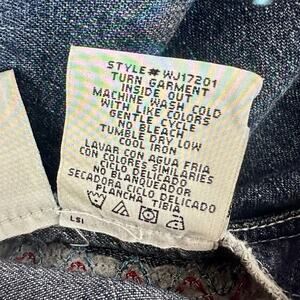 STYLE# WJ17201
TURN GARMENT
INSIDE OUT
MACHINE WASH COLD
WITH LIKE COLORS
GENTLE CYCLE
NO BLEACH
TUMBLE DRY LOW
COOL IRON
LAVAR CON AGUA FRIA
CON COLORES SIMILARIES
CICLO DELICADO
NO BLANQUEADOR
SECADORA CICLO DELICADO
PLANCHA TIBIA
LSI